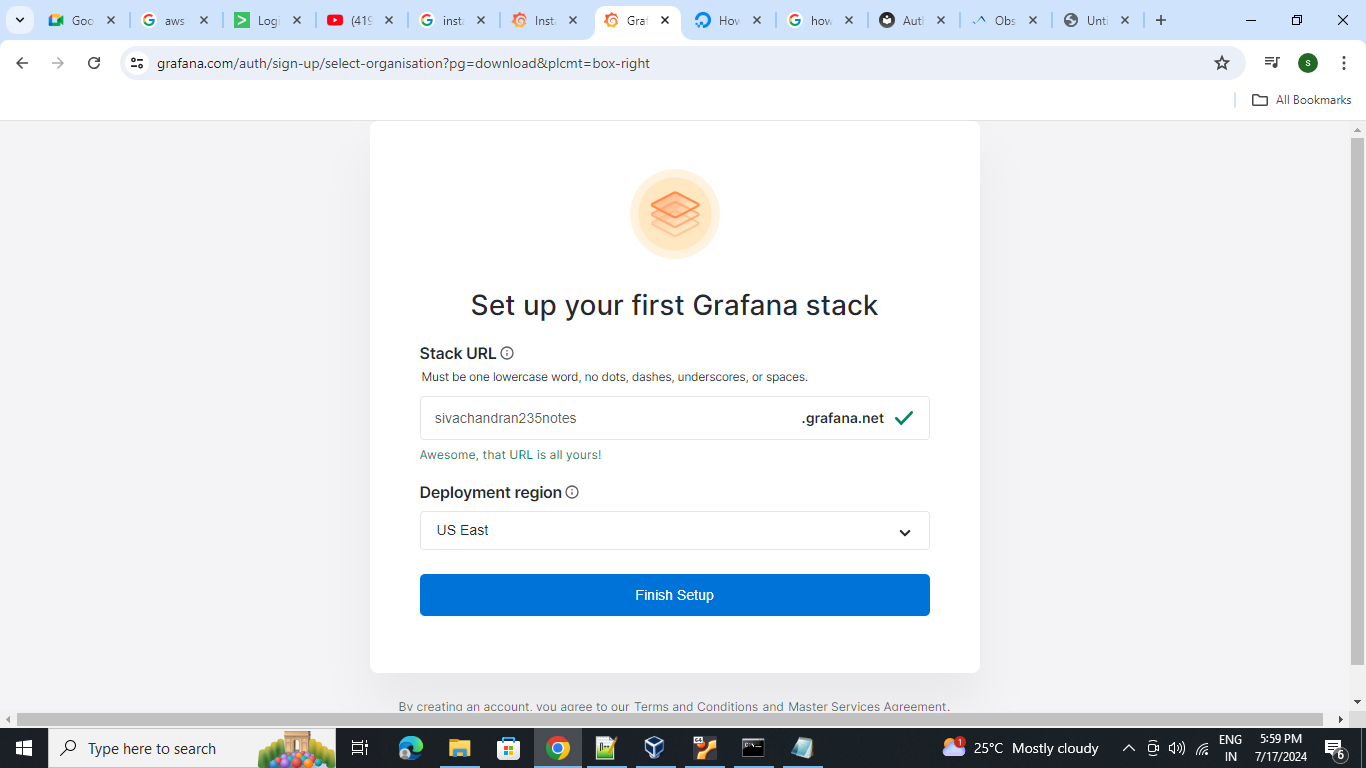 Goo
aws
Logi
(419
insta
Insta
Graf
How
how
Auth
Obs
Unti
grafana.com/auth/sign-up/select-organisation?pg=download&plcmt=box-right
s
All Bookmarks
Set up your first Grafana stack
Stack URL
Must be one lowercase word, no dots, dashes, underscores, or spaces.
sivachandran235notes
.grafana.net
Awesome, that URL is all yours!
Deployment region
US East
Finish Setup
By creating an account, you agree to our Terms and Conditions and Master Services Agreement.
Type here to search
1
25°C Mostly cloudy
ENG
IN
5:59 PM
7/17/2024
6